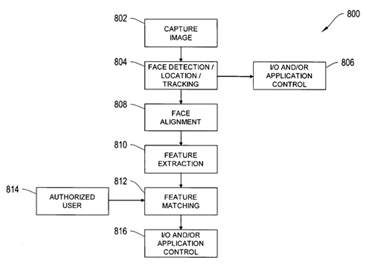 800
802
CAPTURE
IMAGE
804
FACE DETECTION /
LOCATION /
TRACKING
806
I/O AND/OR
APPLICATION
CONTROL
808
FACE
ALIGNMENT
810
FEATURE
EXTRACTION
814
AUTHORIZED
USER
812
FEATURE
MATCHING
816
I/O AND/OR
APPLICATION
CONTROL